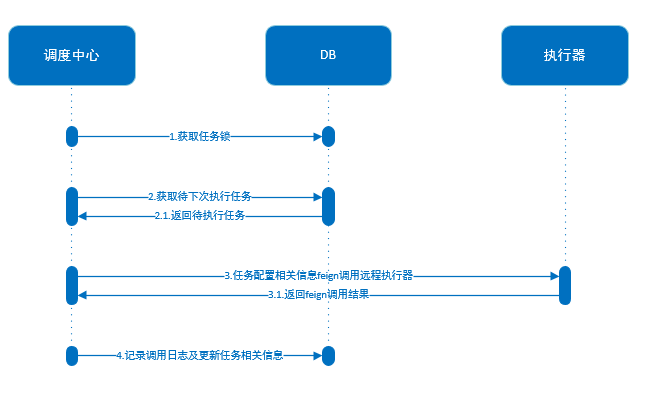 调度中心
DB
执行器
1.获取任务锁
2.获取待下次执行任务
2.1.返回待执行任务
3.任务配置相关信息feign调用远程执行器
3.1.返回feign调用结果
4.记录调用日志及更新任务相关信息